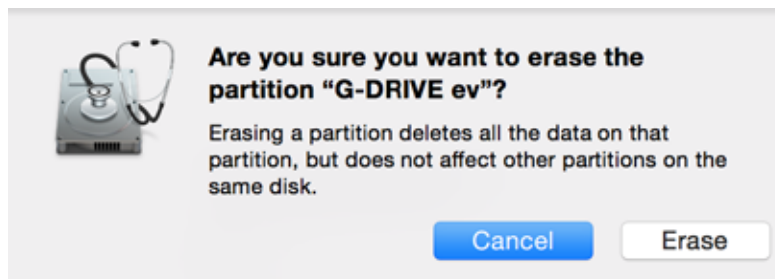 Are you sure you want to erase the
partition “G-DRIVE ev”?
Erasing a partition deletes all the data on that
partition, but does not affect other partitions on the
same disk.
Cancel Erase